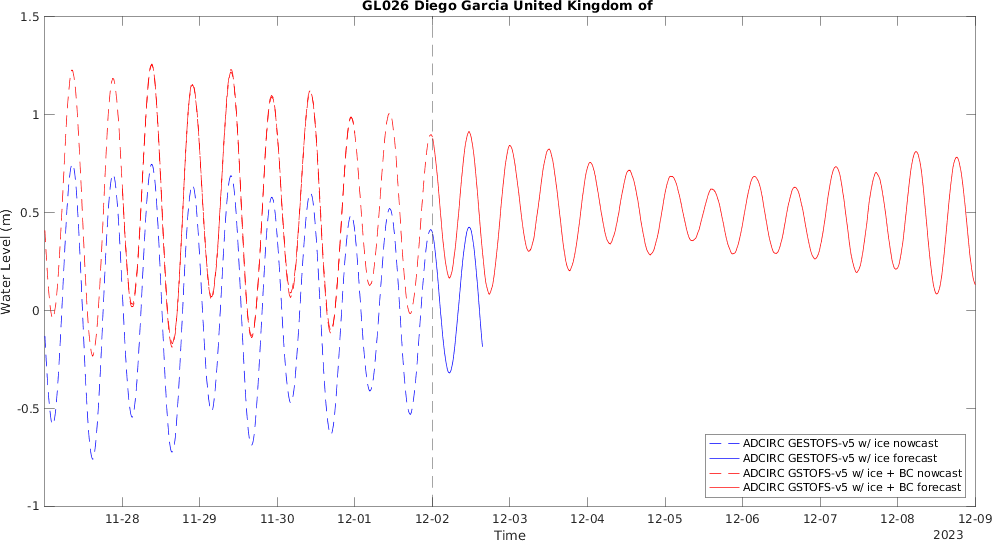 GL026 Diego Garcia United Kingdom of
1.5
1
0.5
0
-0.5
-1
Water Level (m)
11-28
11-29
11-30
12-01
12-02
12-03
12-04
12-05
12-06
12-07
12-08
12-09
Time
2023
ADCIRC GESTOFS-v5 w/ ice nowcast
ADCIRC GESTOFS-v5 w/ ice forecast
ADCIRC GSTOFS-v5 w/ ice + BC nowcast
ADCIRC GSTOFS-v5 w/ ice + BC forecast